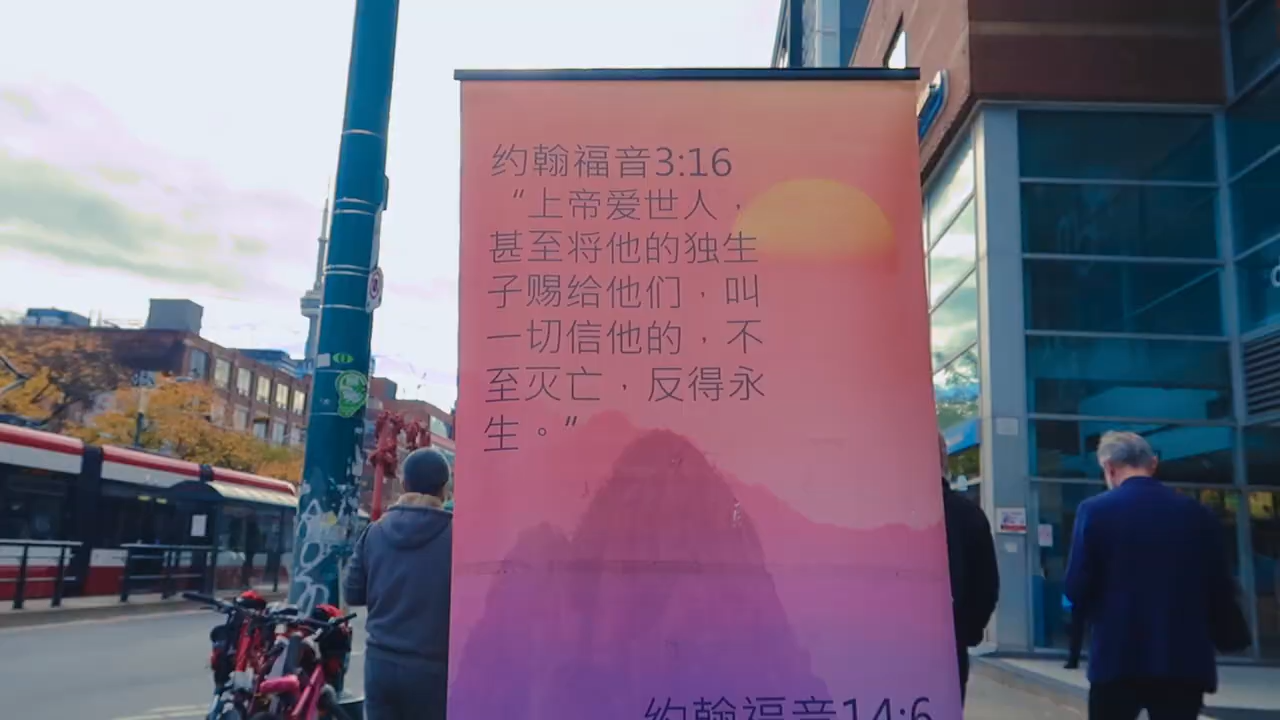 约翰福音3:16
“上帝爱世人，
甚至将他的独生
子赐给他们，叫
一切信他的，不
至灭亡，反得永
生。”
约翰福音14:6